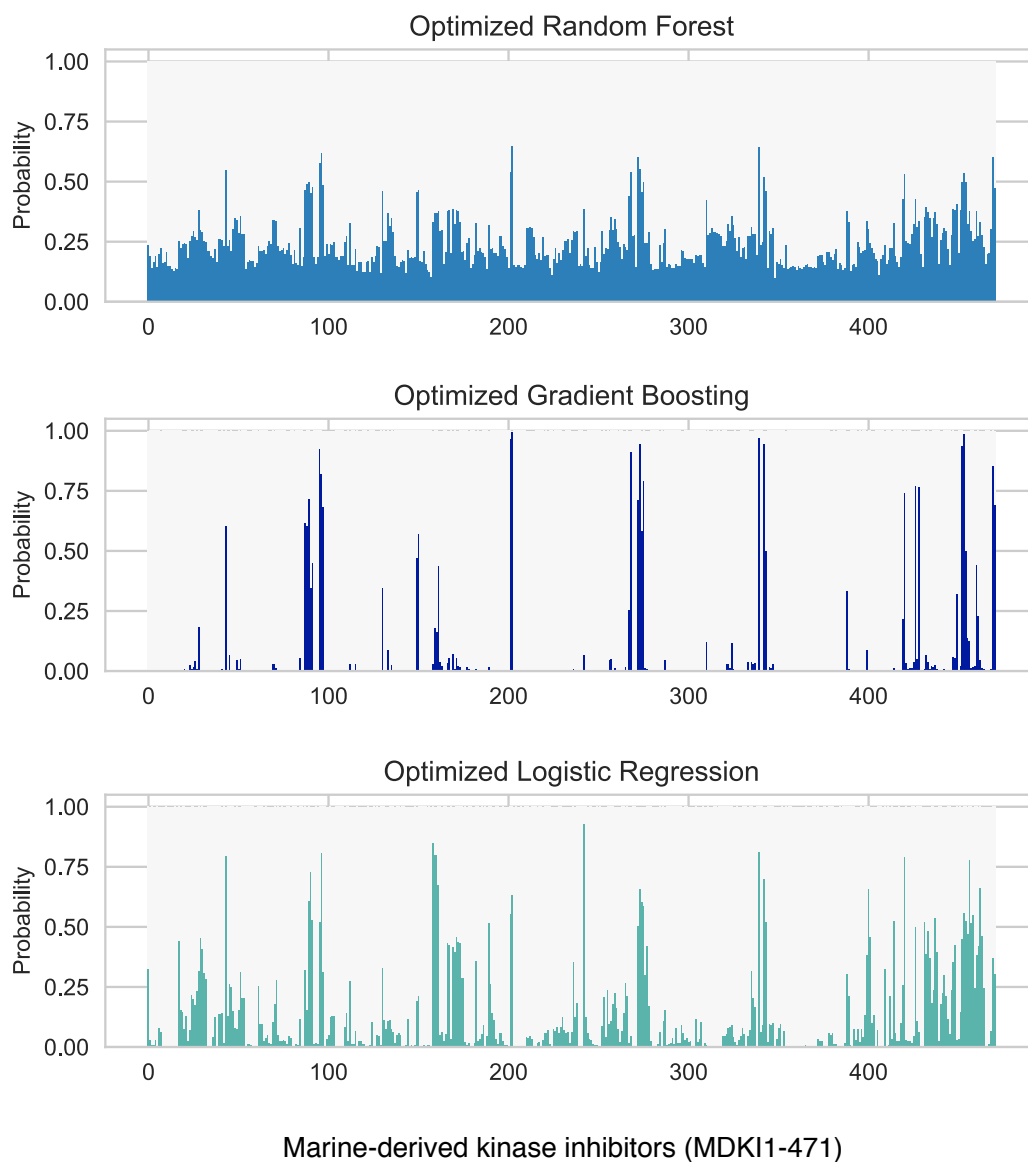 Optimized Random Forest
Probability
1.00
0.75
0.50
0.25
0.00
0 100 200 300 400
Optimized Gradient Boosting
Probability
1.00
0.75
0.50
0.25
0.00
0 100 200 300 400
Optimized Logistic Regression
Probability
1.00
0.75
0.50
0.25
0.00
0 100 200 300 400
Marine-derived kinase inhibitors (MDKI1-471)